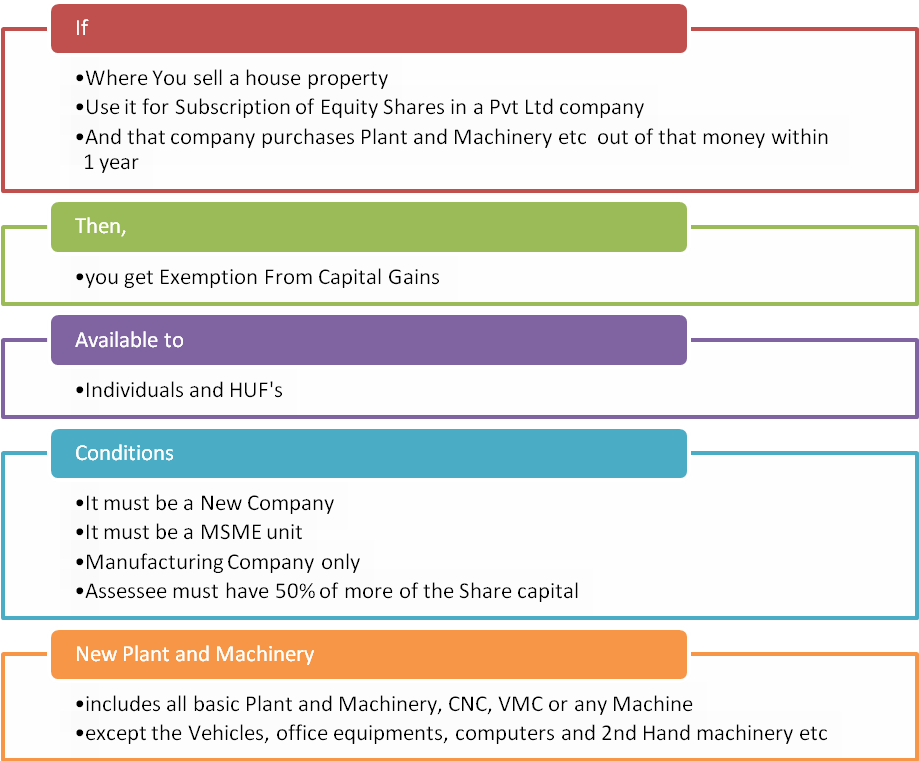 If
•Where You sell a house property
•Use it for Subscription of Equity Shares in a Pvt Ltd company
•And that company purchases Plant and Machinery etc out of that money within
1 year
Then,
•you get Exemption From Capital Gains
Available to
•Individuals and HUF's
Conditions
•It must be a New Company
•It must be a MSME unit
•Manufacturing Company only
•Assessee must have 50% of more of the Share capital
New Plant and Machinery
•includes all basic Plant and Machinery, CNC, VMC or any Machine
•except the Vehicles, office equipments, computers and 2nd Hand machinery etc